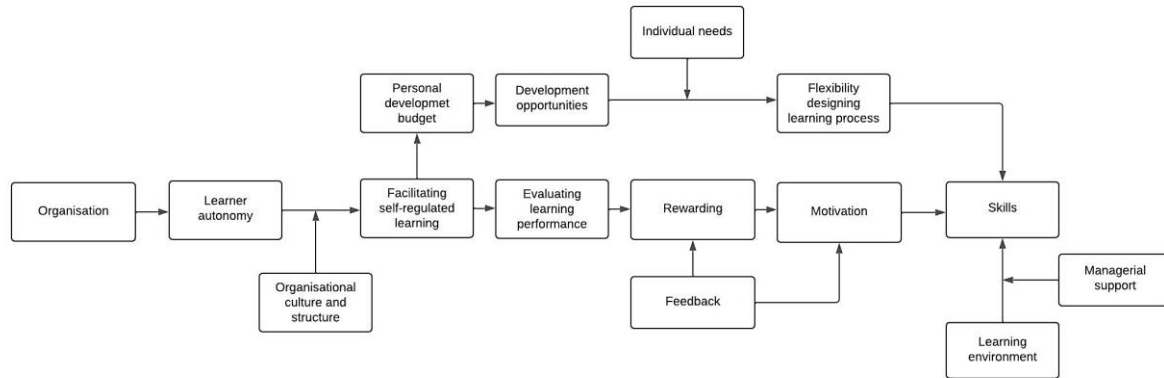 Individual needs
Personal
developmet
budget
Development
opportunities
Flexibility
designing
learning process
Organisation
Learner
autonomy
Facilitating
self-regulated
learning
Evaluating
learning
performance
Rewarding
Motivation
Skills
Organisational
culture and
structure
Feedback
Managerial
support
Learning
environment